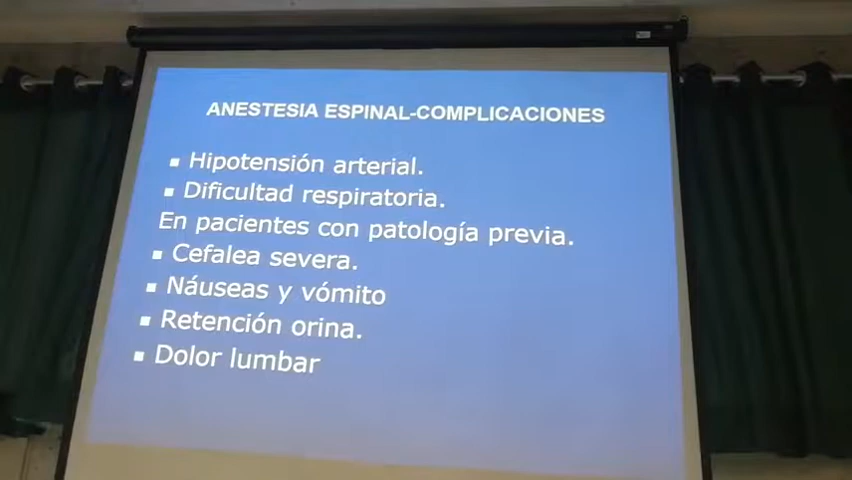 ANESTESIA ESPINAL-COMPLICACIONES
▪ Hipotensión arterial.
▪ Dificultad respiratoria.
En pacientes con patología previa.
▪ Cefalea severa.
▪ Náuseas y vómito
▪ Retención orina.
▪ Dolor lumbar